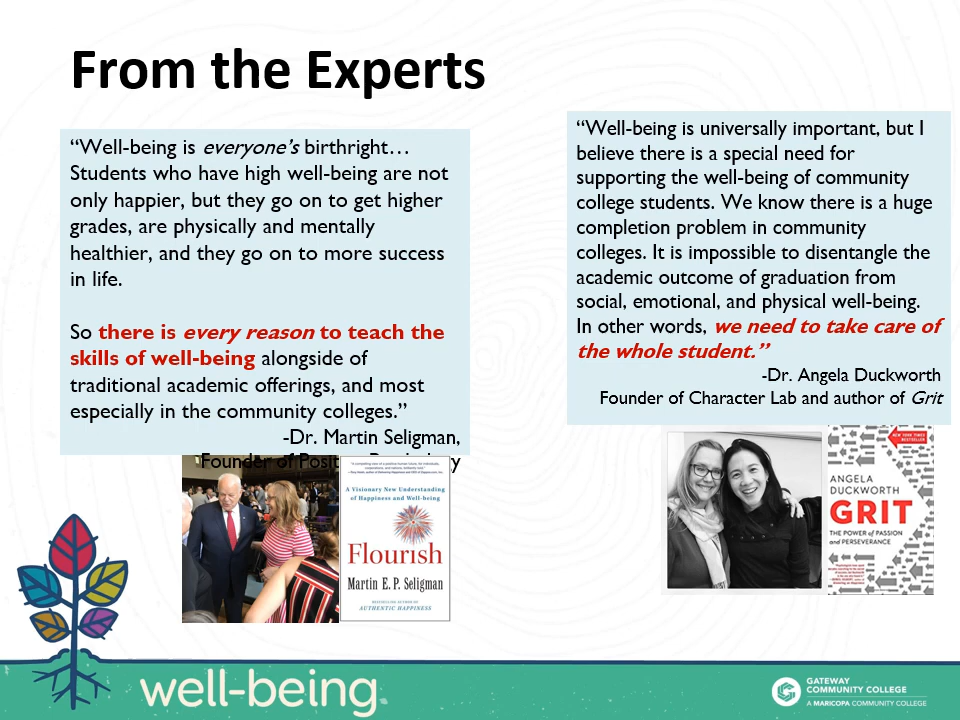 From the Experts
“Well-being is everyone’s birthright…
Students who have high well-being are not
only happier, but they go on to get higher
grades, are physically and mentally
healthier, and they go on to more success
in life.
So there is every reason to teach the
skills of well-being alongside of
traditional academic offerings, and most
especially in the community colleges.”
-Dr. Martin Seligman,
Founder of
“Well-being is universally important, but I
believe there is a special need for
supporting the well-being of community
college students. We know there is a huge
completion problem in community
colleges. It is impossible to disentangle the
academic outcome of graduation from
social, emotional, and physical well-being.
In other words, we need to take care of
the whole student.”
-Dr. Angela Duckworth
Founder of Character Lab and author of Grit
A Visionary New Understanding
of Happiness and Well-being
Flourish
Martin E. P. Seligman
BESTSELLING AUTHOR OF
AUTHENTIC HAPPINESS
NEW YORK TIMES
BESTSELLER
ANGELA
DUCKWORTH
GRIT
THE POWER of PASSION
and PERSEVERANCE
well-being
GATEWAY
COMMUNITY COLLEGE
A MARICOPA COMMUNITY COLLEGE